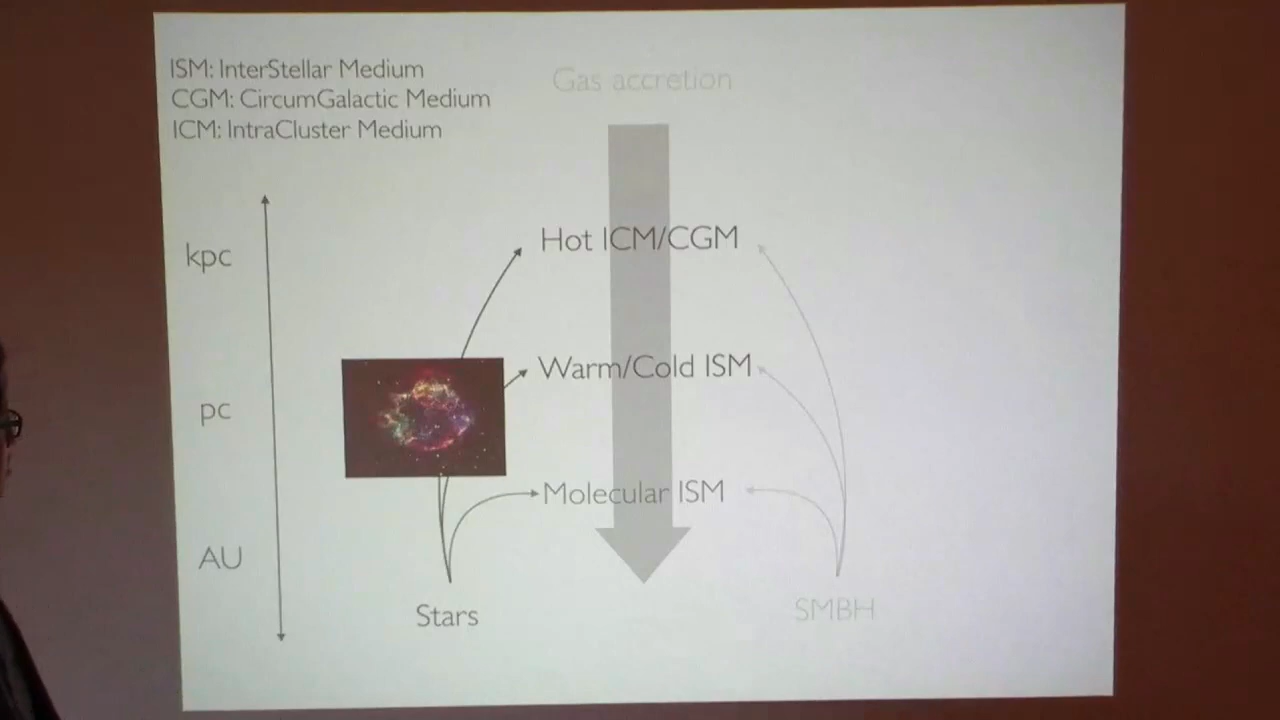 ISM: InterStellar Medium
CGM: CircumGalactic Medium
ICM: IntraCluster Medium
Gas accretion
kpc
Hot ICM/CGM
Warm/Cold ISM
pc
Molecular ISM
AU
Stars
SMBH